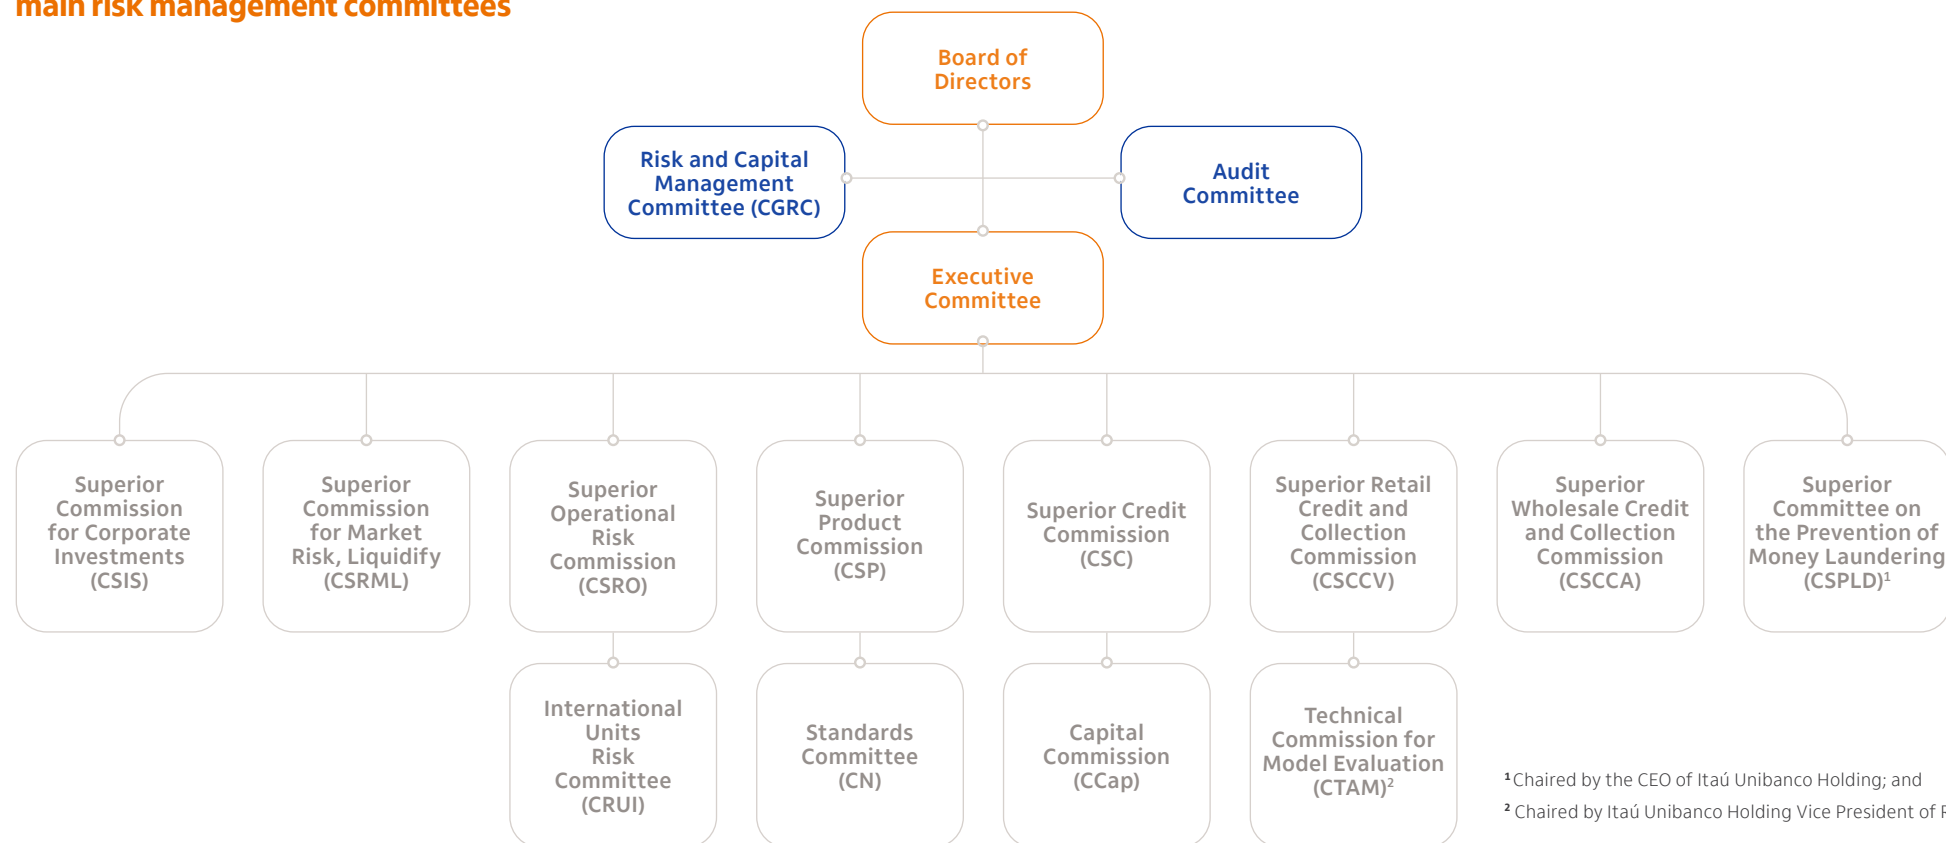 main risk management committees
Board of
Directors
Risk and Capital
Management
Committee (CGRC)
Audit
Committee
Executive
Committee
Superior
Commission
for Corporate
Investments
(CSIS)
Superior
Commission
for Market
Risk, Liquidify
(CSRML)
Superior
Operational
Risk
Commission
(CSRO)
Superior
Product
Commission
(CSP)
Superior Credit
Commission
(CSC)
Superior Retail
Credit and
Collection
Commission
(CSCCV)
Superior
Wholesale Credit
and Collection
Commission
(CSCCA)
Superior
Committee on
the Prevention of
Money Laundering
(CSPLD)¹
International
Units
Risk
Committee
(CRUI)
Standards
Committee
(CN)
Capital
Commission
(CCap)
Technical
Commission for
Model Evaluation
(CTAM)²
¹ Chaired by the CEO of Itaú Unibanco Holding; and
² Chaired by Itaú Unibanco Holding Vice President of